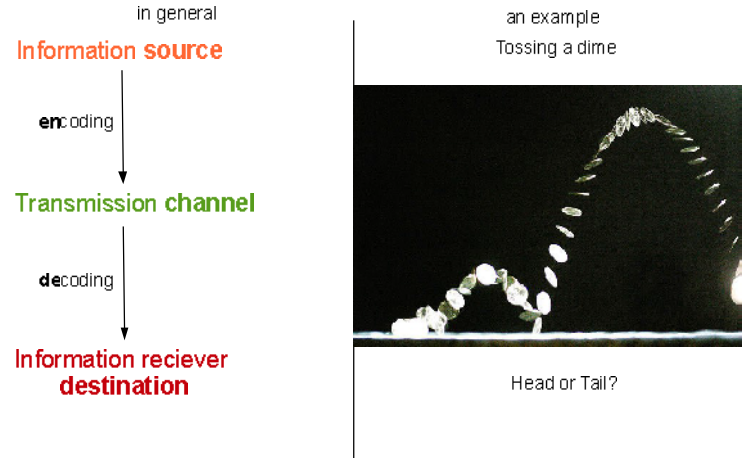 in general
Information source
encoding
Transmission channel
decoding
Information reciever
destination
an example
Tossing a dime
Head or Tail?